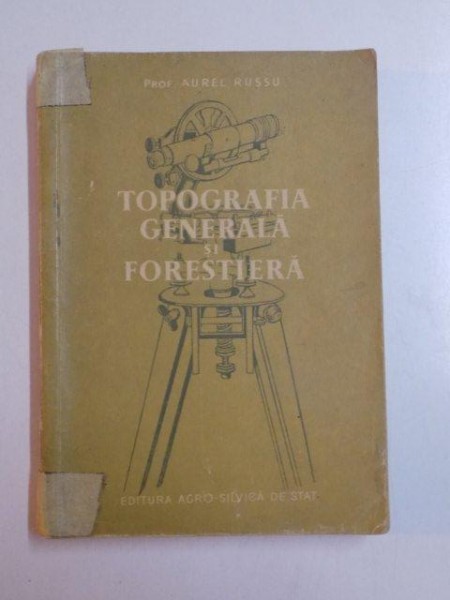 PROF. AUREL RUSSU
TOPOGRAFIA
GENERALĂ
ȘI
FORESTIERĂ
EDITURA AGRO-SILVICĂ DE STAT